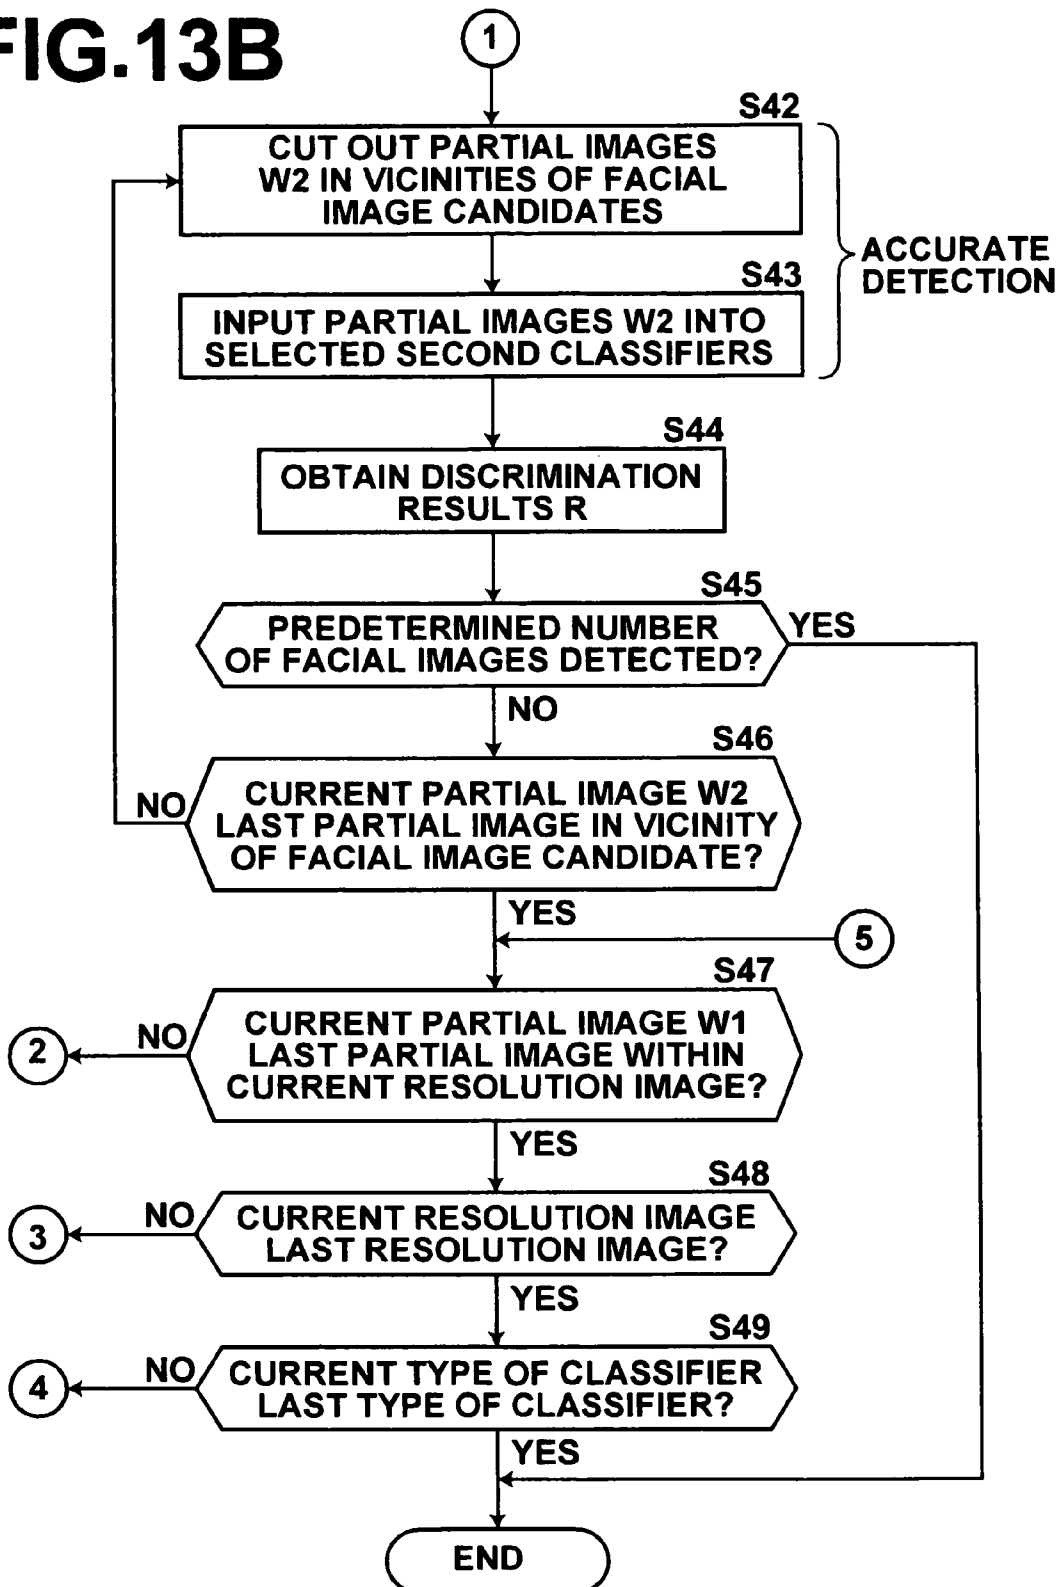 FIG.13B
1
S42
CUT OUT PARTIAL IMAGES
W2 IN VICINITIES OF FACIAL
IMAGE CANDIDATES
ACCURATE
DETECTION
S43
INPUT PARTIAL IMAGES W2 INTO
SELECTED SECOND CLASSIFIERS
S44
OBTAIN DISCRIMINATION
RESULTS R
S45
PREDETERMINED NUMBER
OF FACIAL IMAGES DETECTED?
YES
NO
S46
CURRENT PARTIAL IMAGE W2
LAST PARTIAL IMAGE IN VICINITY
OF FACIAL IMAGE CANDIDATE?
NO
YES
5
S47
CURRENT PARTIAL IMAGE W1
LAST PARTIAL IMAGE WITHIN
CURRENT RESOLUTION IMAGE?
NO
2
YES
S48
CURRENT RESOLUTION IMAGE
LAST RESOLUTION IMAGE?
NO
3
YES
S49
CURRENT TYPE OF CLASSIFIER
LAST TYPE OF CLASSIFIER?
NO
4
YES
END